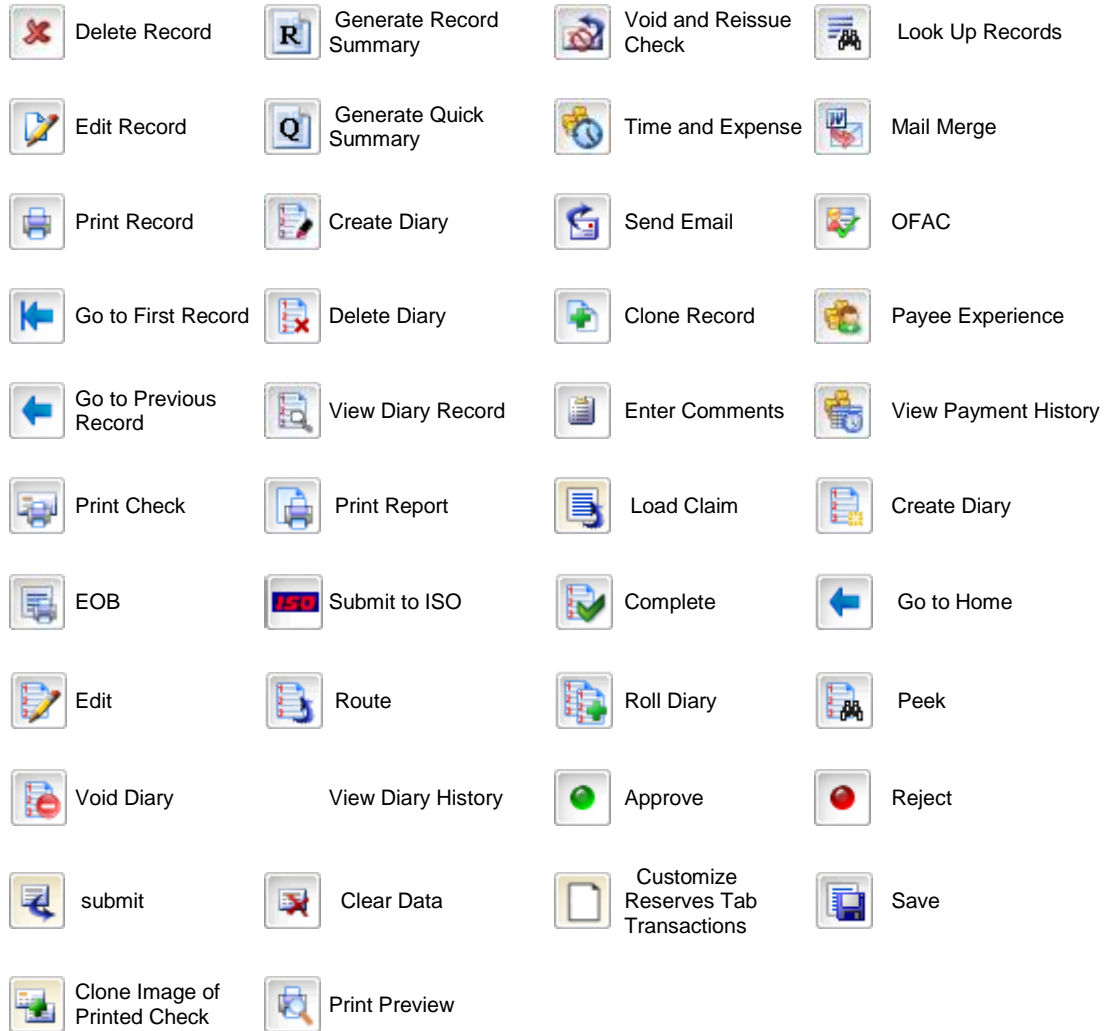 Delete Record
R
Generate Record
Summary
Void and Reissue
Check
Look Up Records
Edit Record
Q
Generate Quick
Summary
Time and Expense
W
Mail Merge
Print Record
Create Diary
Send Email
OFAC
Go to First Record
Delete Diary
Clone Record
Payee Experience
Go to Previous
Record
View Diary Record
Enter Comments
View Payment History
Print Check
Print Report
Load Claim
Create Diary
EOB
ISO
Submit to ISO
Complete
Go to Home
Edit
Route
Roll Diary
Peek
Void Diary
View Diary History
Approve
Reject
submit
Clear Data
Customize
Reserves Tab
Transactions
Save
Clone Image of
Printed Check
Print Preview